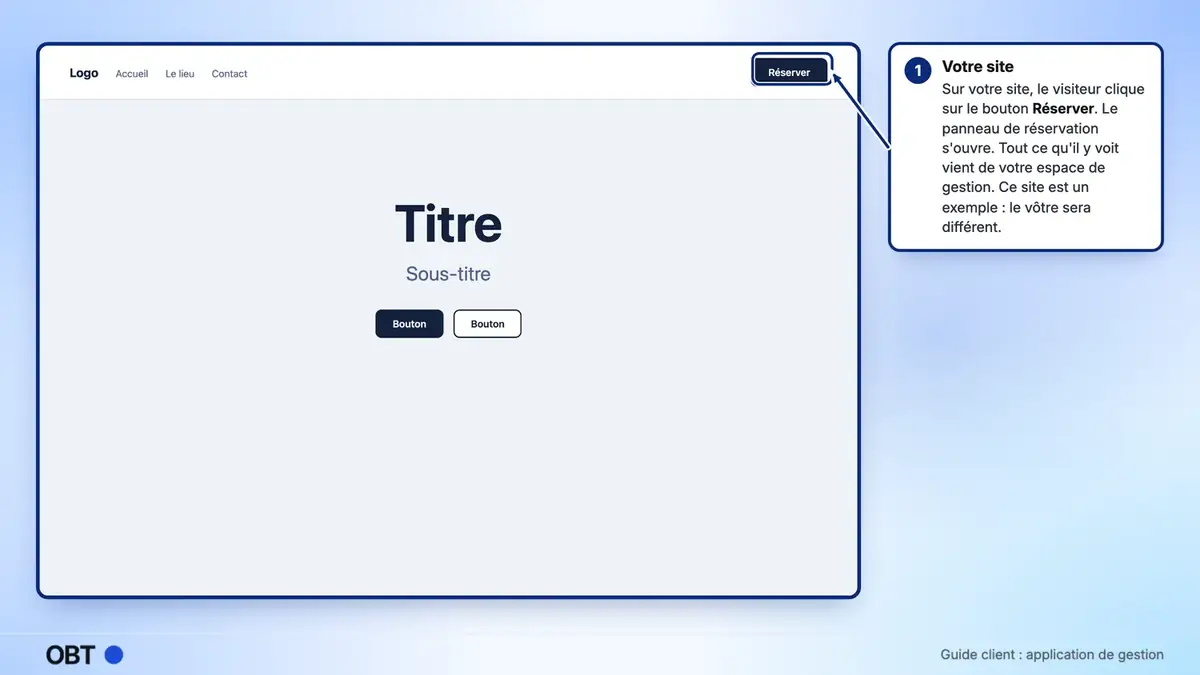 Logo
Accueil
Le lieu
Contact
Réserver
Titre
Sous-titre
Bouton
Bouton
1
Votre site
Sur votre site, le visiteur clique
sur le bouton Réserver. Le
panneau de réservation
s'ouvre. Tout ce qu'il y voit
vient de votre espace de
gestion. Ce site est un
exemple : le vôtre sera
différent.
OBT
Guide client : application de gestion